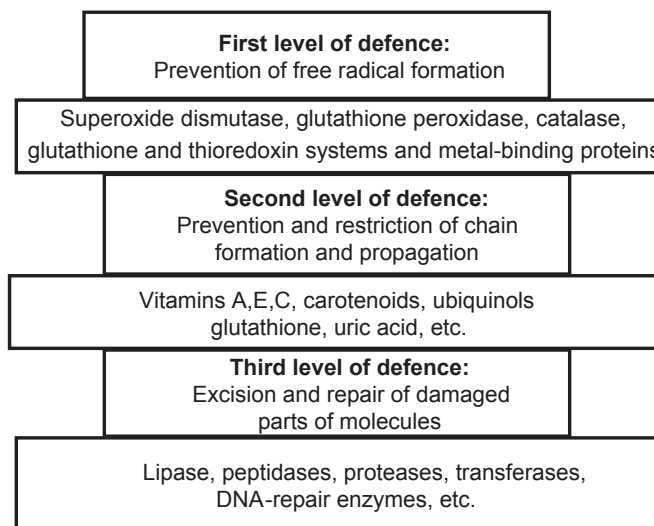 First level of defence:
Prevention of free radical formation
Superoxide dismutase, glutathione peroxidase, catalase,
glutathione and thioredoxin systems and metal-binding proteins
Second level of defence:
Prevention and restriction of chain
formation and propagation
Vitamins A,E,C, carotenoids, ubiquinols
glutathione, uric acid, etc.
Third level of defence:
Excision and repair of damaged
parts of molecules
Lipase, peptidases, proteases, transferases,
DNA-repair enzymes, etc.